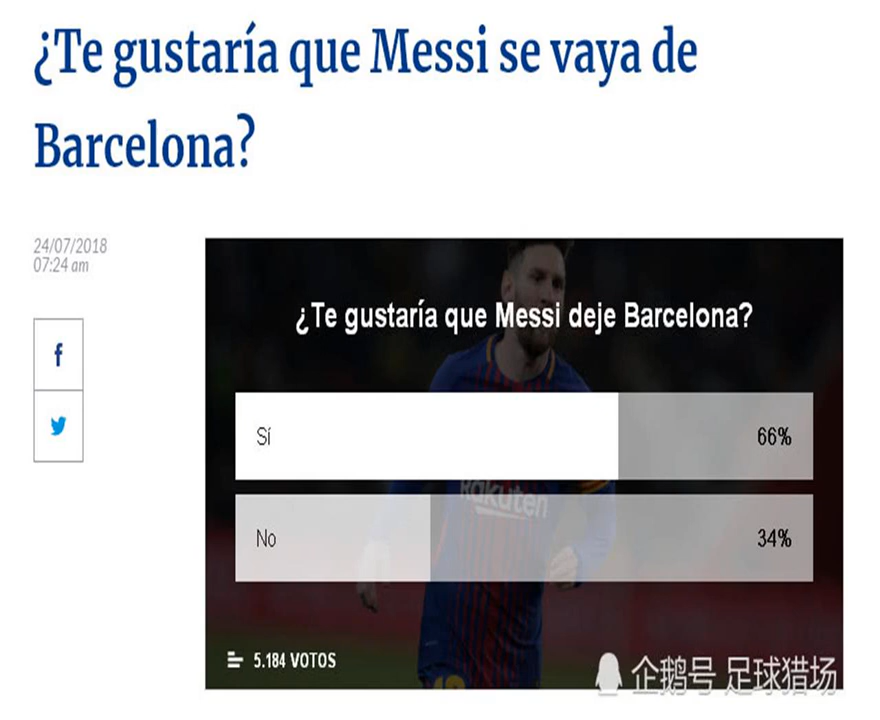 ¿Te gustaría que Messi se vaya de
Barcelona?
24/07/2018
07:24 am
¿Te gustaría que Messi deje Barcelona?
Sí 66%
Rakuten
No 34%
5.184 VOTOS
企鹅号 足球猎场